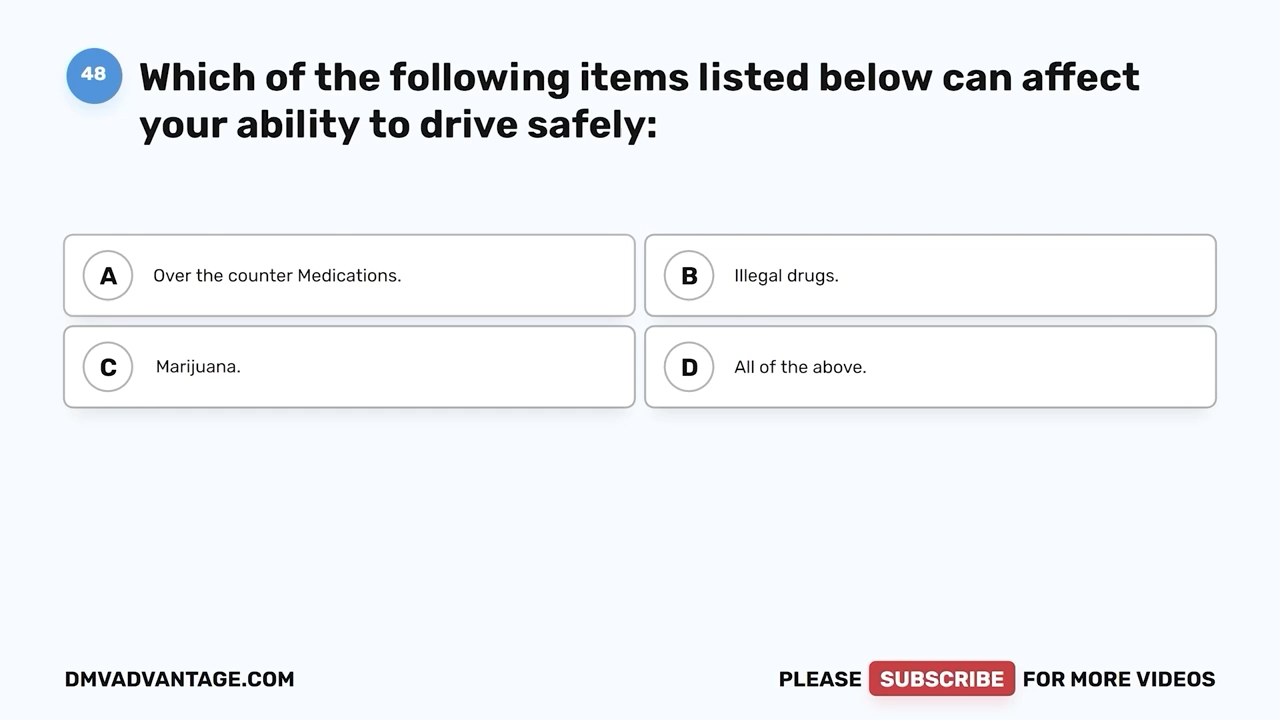 48
Which of the following items listed below can affect
your ability to drive safely:
A Over the counter Medications.
B Illegal drugs.
C Marijuana.
D All of the above.
DMVADVANTAGE.COM
PLEASE SUBSCRIBE FOR MORE VIDEOS